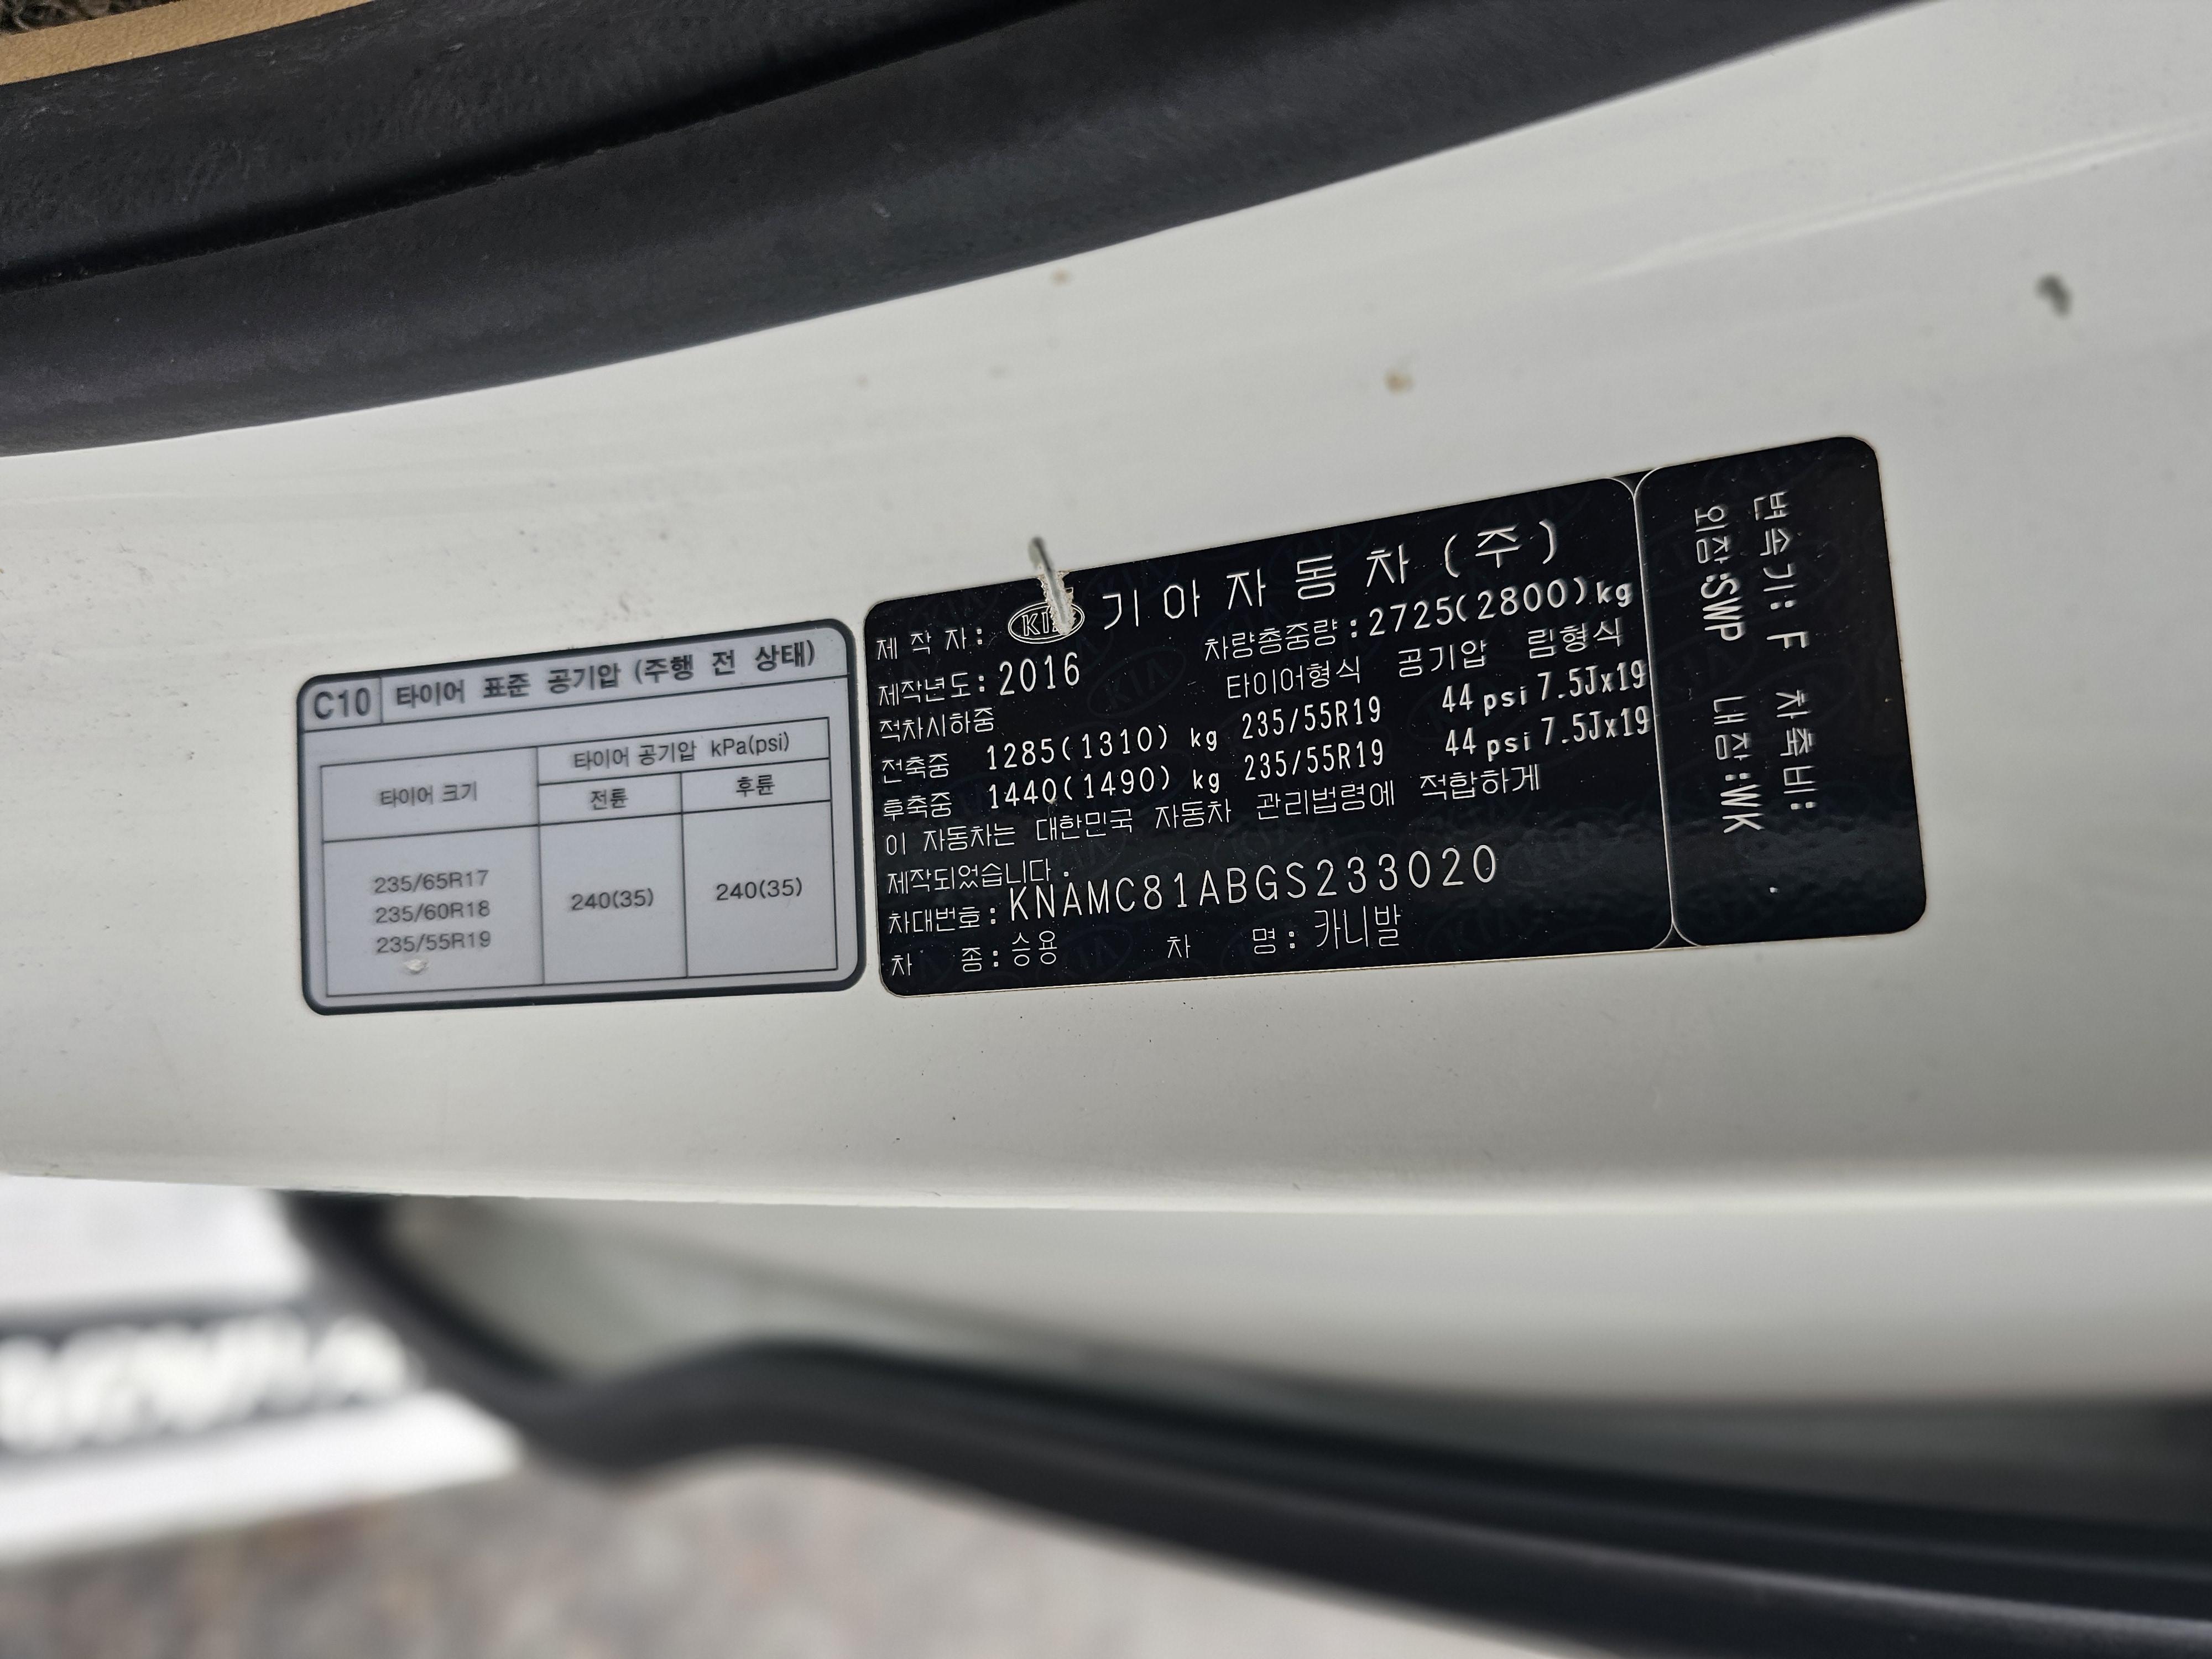 C10 타이어 표준 공기압 (주행 전 상태)
타이어 크기
타이어 공기압 kPa(psi)
전륜 후륜
235/65R17
235/60R18
235/55R19
240(35) 240(35)
제 작 자: KIA 기아자동차(주)
제작년도: 2016 차량총중량: 2725(2800)kg
적차시하중 타이어형식 공기압 림형식
전축중 1285(1310) kg 235/55R19 44 psi 7.5Jx19
후축중 1440(1490) kg 235/55R19 44 psi 7.5Jx19
이 자동차는 대한민국 자동차 관리법령에 적합하게
제작되었습니다.
차대번호: KNAMC81ABGS233020
차 종: 승용 차 명: 카니발
변속기: F 차축비:
외장:SWP 내장:WK